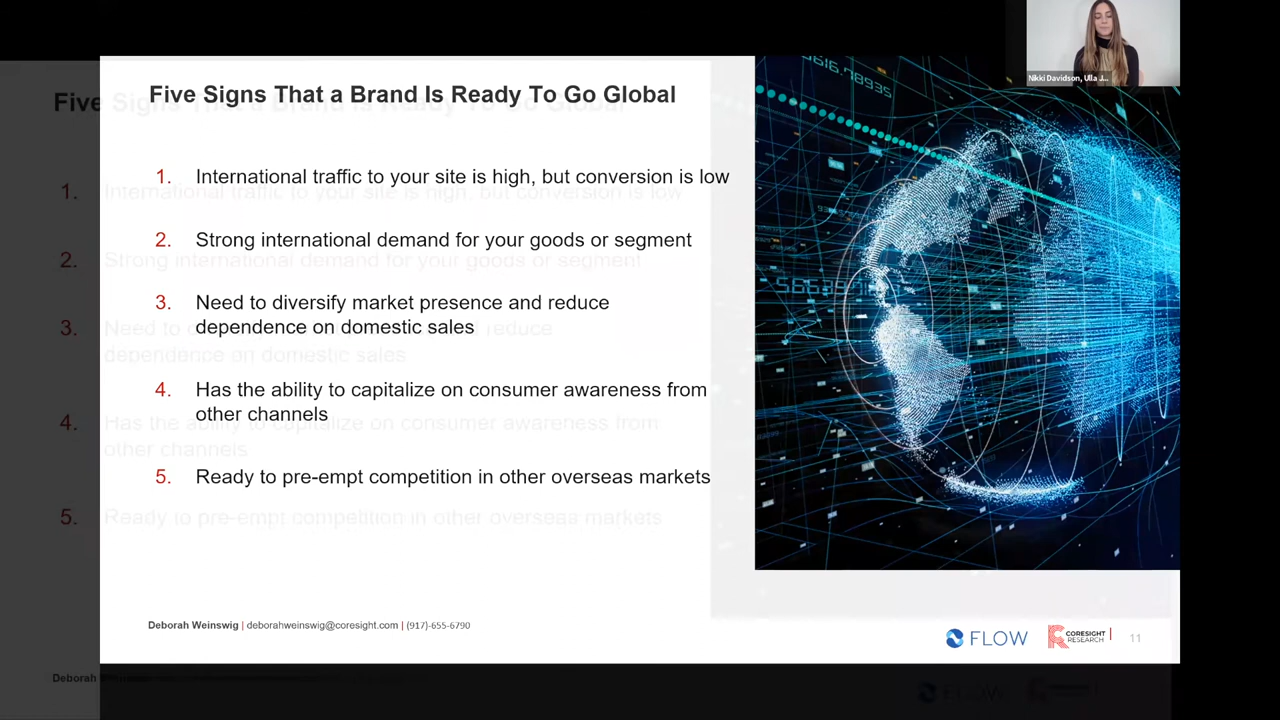 Nikki Davidson, Ulla J...
Five Signs That a Brand Is Ready To Go Global
1. International traffic to your site is high, but conversion is low
2. Strong international demand for your goods or segment
3. Need to diversify market presence and reduce
dependence on domestic sales
4. Has the ability to capitalize on consumer awareness from
other channels
5. Ready to pre-empt competition in other overseas markets
Deborah Weinswig | deborahweinswig@coresight.com | (917)-655-6790
FLOW
CORESIGHT
RESEARCH
11